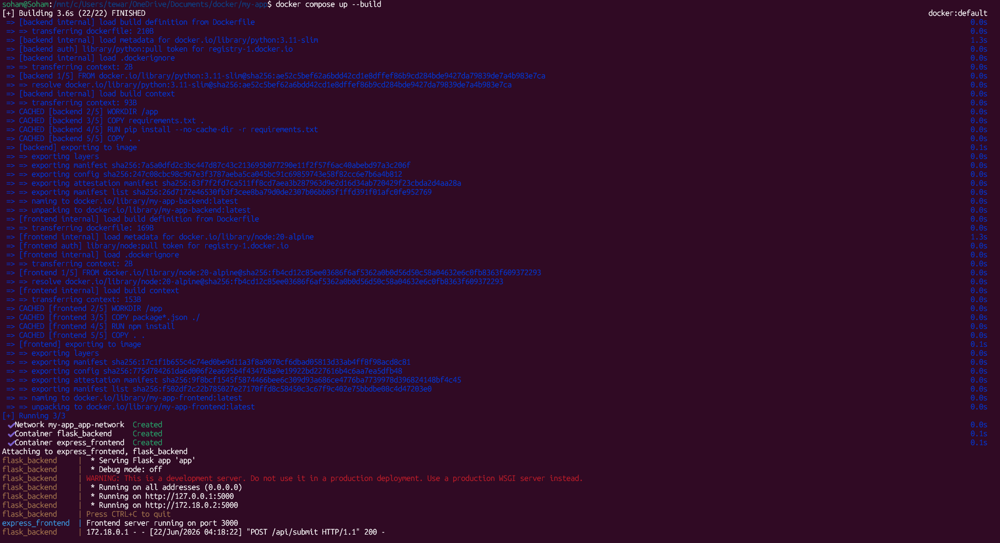 soham@Soham:/mnt/c/Users/tewar/OneDrive/Documents/docker/my-app$ docker compose up --build
[+] Building 3.6s (22/22) FINISHED docker:default
=> [backend internal] load build definition from Dockerfile 0.0s
=> => transferring dockerfile: 210B 0.0s
=> [backend internal] load metadata for docker.io/library/python:3.11-slim 1.3s
=> [backend auth] library/python:pull token for registry-1.docker.io 0.0s
=> [backend internal] load .dockerignore 0.0s
=> => transferring context: 2B 0.0s
=> [backend 1/5] FROM docker.io/library/python:3.11-slim@sha256:ae52c5bef62a6bdd42cd1e8dffef86b9cd284bde9427da79839de7a4b983e7ca 0.0s
=> => resolve docker.io/library/python:3.11-slim@sha256:ae52c5bef62a6bdd42cd1e8dffef86b9cd284bde9427da79839de7a4b983e7ca 0.0s
=> [backend internal] load build context 0.0s
=> => transferring context: 93B 0.0s
=> CACHED [backend 2/5] WORKDIR /app 0.0s
=> CACHED [backend 3/5] COPY requirements.txt . 0.0s
=> CACHED [backend 4/5] RUN pip install --no-cache-dir -r requirements.txt 0.0s
=> CACHED [backend 5/5] COPY . . 0.0s
=> [backend] exporting to image 0.1s
=> => exporting layers 0.0s
=> => exporting manifest sha256:7a5a0dfd2c3bc447d87c43c213695b077290e11f2f57f6ac40abebd97a3c206f 0.0s
=> => exporting config sha256:247c08cbc98c967e3f3787aeba5ca045bc91c69859743e58f82cc6e7b6a4b812 0.0s
=> => exporting attestation manifest sha256:83f7f2fd7ca511ff8cd7aea3b287963d9e2d16d34ab720429f23cbda2d4aa28a 0.0s
=> => exporting manifest list sha256:26d7172e46530fb3f3cee8ba79d0de2307b06bb05f1ffd391f01afc0fe952769 0.0s
=> => naming to docker.io/library/my-app-backend:latest 0.0s
=> => unpacking to docker.io/library/my-app-backend:latest 0.0s
=> [frontend internal] load build definition from Dockerfile 0.0s
=> => transferring dockerfile: 169B 0.0s
=> [frontend internal] load metadata for docker.io/library/node:20-alpine 1.3s
=> [frontend auth] library/node:pull token for registry-1.docker.io 0.0s
=> [frontend internal] load .dockerignore 0.0s
=> => transferring context: 2B 0.0s
=> [frontend 1/5] FROM docker.io/library/node:20-alpine@sha256:fb4cd12c85ee03686f6af5362a0b0d56d50c58a04632e6c0fb8363f609372293 0.0s
=> => resolve docker.io/library/node:20-alpine@sha256:fb4cd12c85ee03686f6af5362a0b0d56d50c58a04632e6c0fb8363f609372293 0.0s
=> [frontend internal] load build context 0.0s
=> => transferring context: 153B 0.0s
=> CACHED [frontend 2/5] WORKDIR /app 0.0s
=> CACHED [frontend 3/5] COPY package*.json ./ 0.0s
=> CACHED [frontend 4/5] RUN npm install 0.0s
=> CACHED [frontend 5/5] COPY . . 0.0s
=> [frontend] exporting to image 0.1s
=> => exporting layers 0.0s
=> => exporting manifest sha256:17c1f1b655c4c74ed0be9d11a3f8a9070cf6dbad05813d33ab4ff8f98acd8c81 0.0s
=> => exporting config sha256:775d784261da6d006f2ea695b4f4347b8a9e19922bd227616b4c6aa7ea5dfb48 0.0s
=> => exporting attestation manifest sha256:9f8bcf1545f5874466bee6c309d93a686ce4776ba7739978d396824148bf4c45 0.0s
=> => exporting manifest list sha256:f502df2c22b785027e27170ffd8c58450c3c67f9c402e75bbdbe08c4d47203e0 0.0s
=> => naming to docker.io/library/my-app-frontend:latest 0.0s
=> => unpacking to docker.io/library/my-app-frontend:latest 0.0s
[+] Running 3/3
✔Network my-app_app-network Created 0.0s
✔Container flask_backend Created 0.1s
✔Container express_frontend Created 0.1s
Attaching to express_frontend, flask_backend
flask_backend | * Serving Flask app 'app'
flask_backend | * Debug mode: off
flask_backend | WARNING: This is a development server. Do not use it in a production deployment. Use a production WSGI server instead.
flask_backend | * Running on all addresses (0.0.0.0)
flask_backend | * Running on http://127.0.0.1:5000
flask_backend | * Running on http://172.18.0.2:5000
flask_backend | Press CTRL+C to quit
express_frontend | Frontend server running on port 3000
flask_backend | 172.18.0.1 - - [22/Jun/2026 04:18:22] "POST /api/submit HTTP/1.1" 200 -